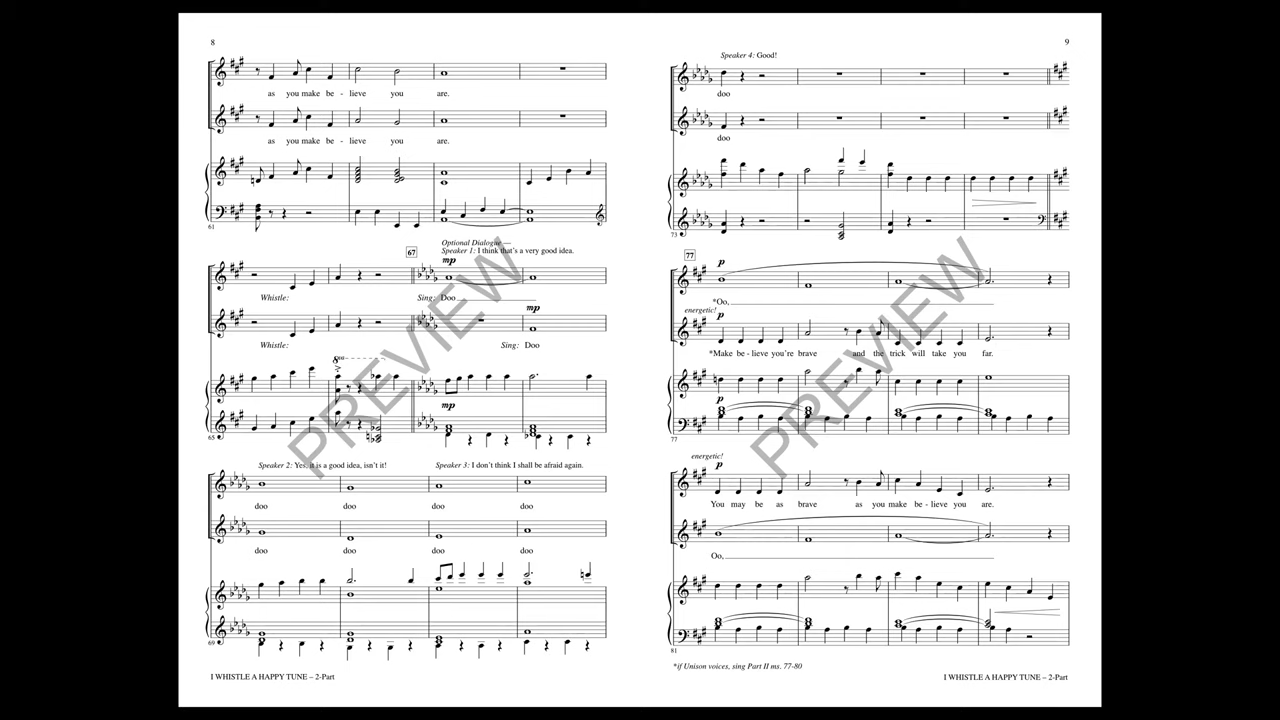 8
as you make be - lieve you are.
as you make be - lieve you are.
61
67
Optional Dialogue —
Speaker 1: I think that's a very good idea.
mp
Whistle: Sing: Doo
mp
Whistle: Sing: Doo
8va
mp
65
Speaker 2: Yes, it is a good idea, isn't it! Speaker 3: I don't think I shall be afraid again.
doo doo doo doo
doo doo doo doo
69
I WHISTLE A HAPPY TUNE – 2-Part
9
Speaker 4: Good!
doo
doo
73
77
p
*Oo,
energetic!
p
*Make be - lieve you're brave and the trick will take you far.
p
77
energetic!
p
You may be as brave as you make be - lieve you are.
Oo,
81
*if Unison voices, sing Part II ms. 77-80
I WHISTLE A HAPPY TUNE – 2-Part
PREVIEW
PREVIEW